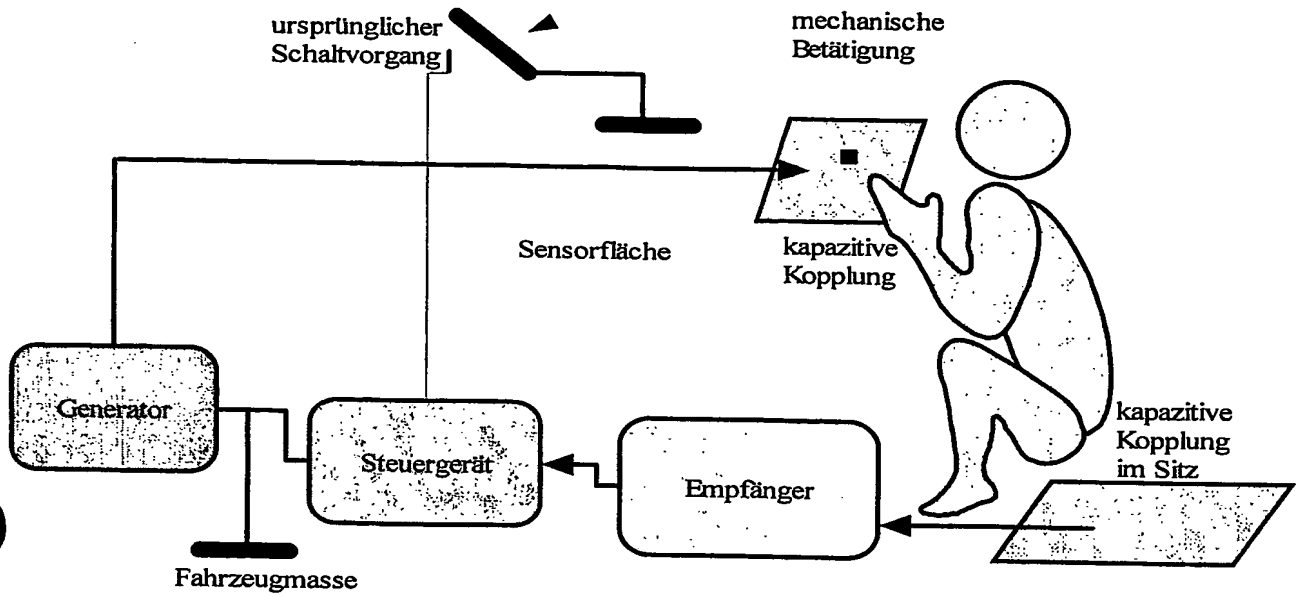 ursprünglicher
Schaltvorgang
mechanische
Betätigung
Sensorfläche
kapazitive
Kopplung
Generator
Steuergerät
Empfänger
kapazitive
Kopplung
im Sitz
Fahrzeugmasse